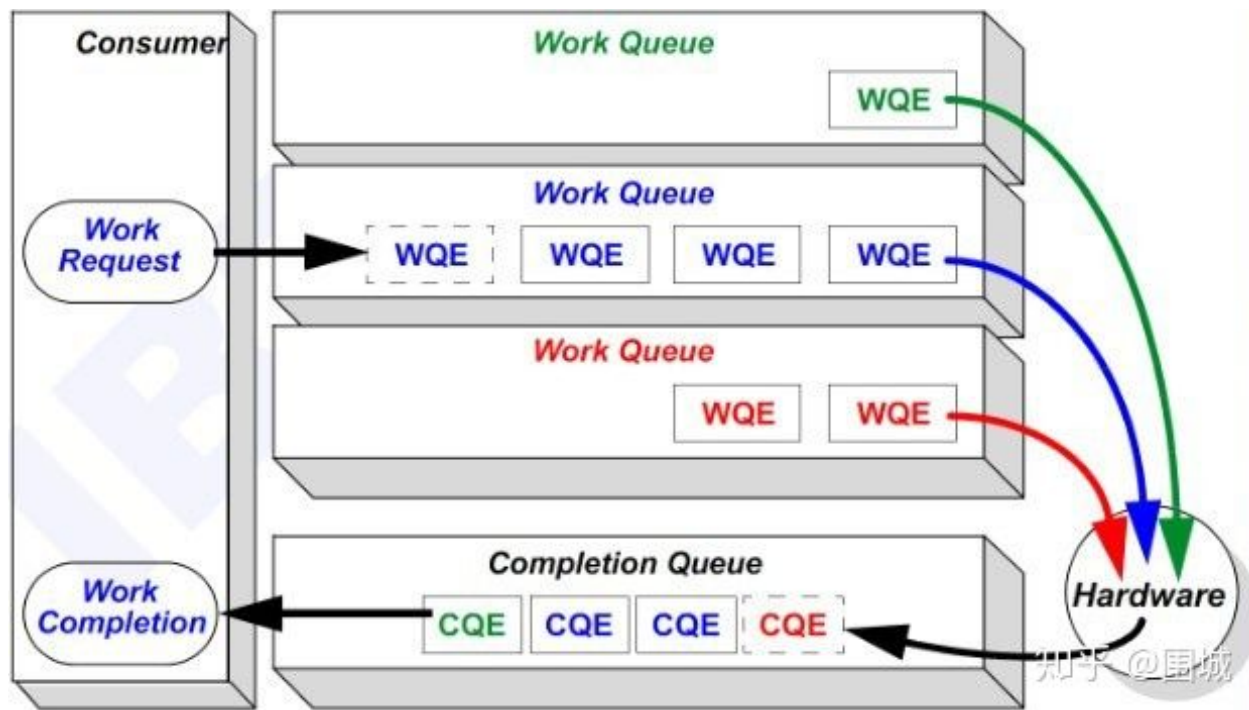 Consumer
Work Queue
WQE
Work Queue
Work
Request
WQE WQE WQE WQE
Work Queue
WQE WQE
Completion Queue
Work
Completion
CQE CQE CQE CQE
Hardware
知乎 @围城